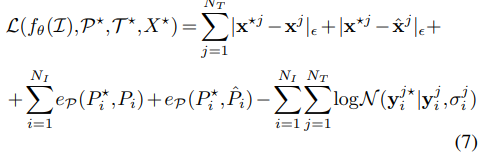 ℒ(f_θ(ℐ),𝒫⋆,𝒯⋆,X⋆) = ∑_{j=1}^{N_T} |x^{⋆j} − x^j|_ϵ + |x^{⋆j} − x̂^j|_ϵ +
+ ∑_{i=1}^{N_I} e_𝒫(P_i^⋆, P_i) + e_𝒫(P_i^⋆, P̂_i) − ∑_{i=1}^{N_I} ∑_{j=1}^{N_T} log 𝒩(y_i^{j⋆}|y_i^j, σ_i^j)
(7)